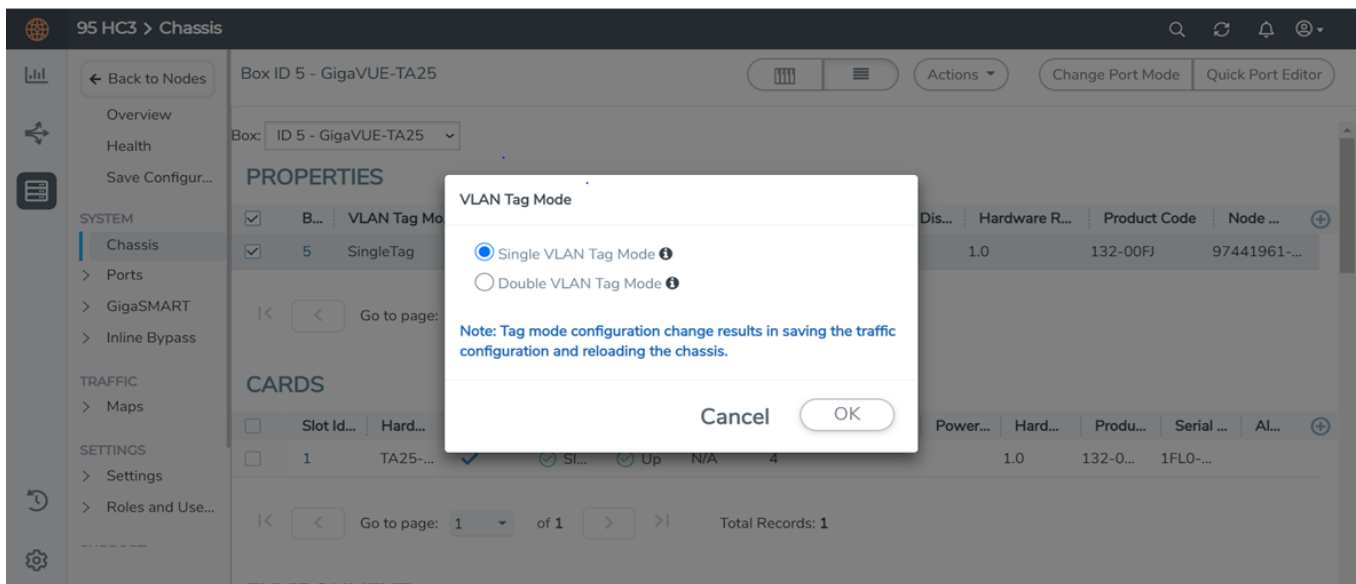 95 HC3 > Chassis
← Back to Nodes
Overview
Health
Save Configur...
SYSTEM
Chassis
> Ports
> GigaSMART
> Inline Bypass
TRAFFIC
> Maps
SETTINGS
> Settings
> Roles and Use...
Box ID 5 - GigaVUE-TA25
Actions
Change Port Mode
Quick Port Editor
Box: ID 5 - GigaVUE-TA25
PROPERTIES
B... VLAN Tag Mo Dis... Hardware R... Product Code Node ...
5 SingleTag 1.0 132-00FJ 97441961-...
Go to page:
VLAN Tag Mode
Single VLAN Tag Mode
Double VLAN Tag Mode
Note: Tag mode configuration change results in saving the traffic
configuration and reloading the chassis.
Cancel OK
CARDS
Slot Id... Hard... Power... Hard... Produ... Serial ... Al...
1 TA25-... Sl... Up N/A 4 1.0 132-0... 1FL0-...
Go to page: 1 of 1 Total Records: 1